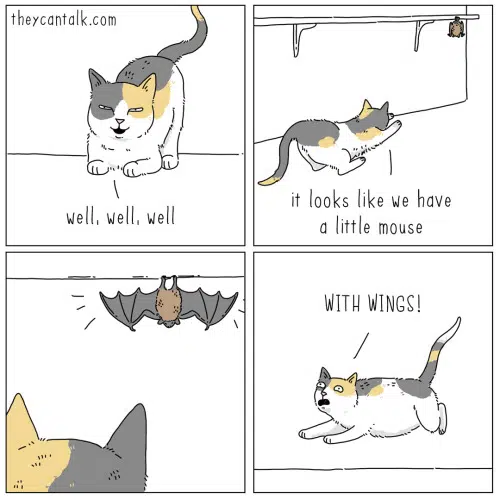 theycantalk.com
well, well, well
it looks like we have
a little mouse
WITH WINGS!